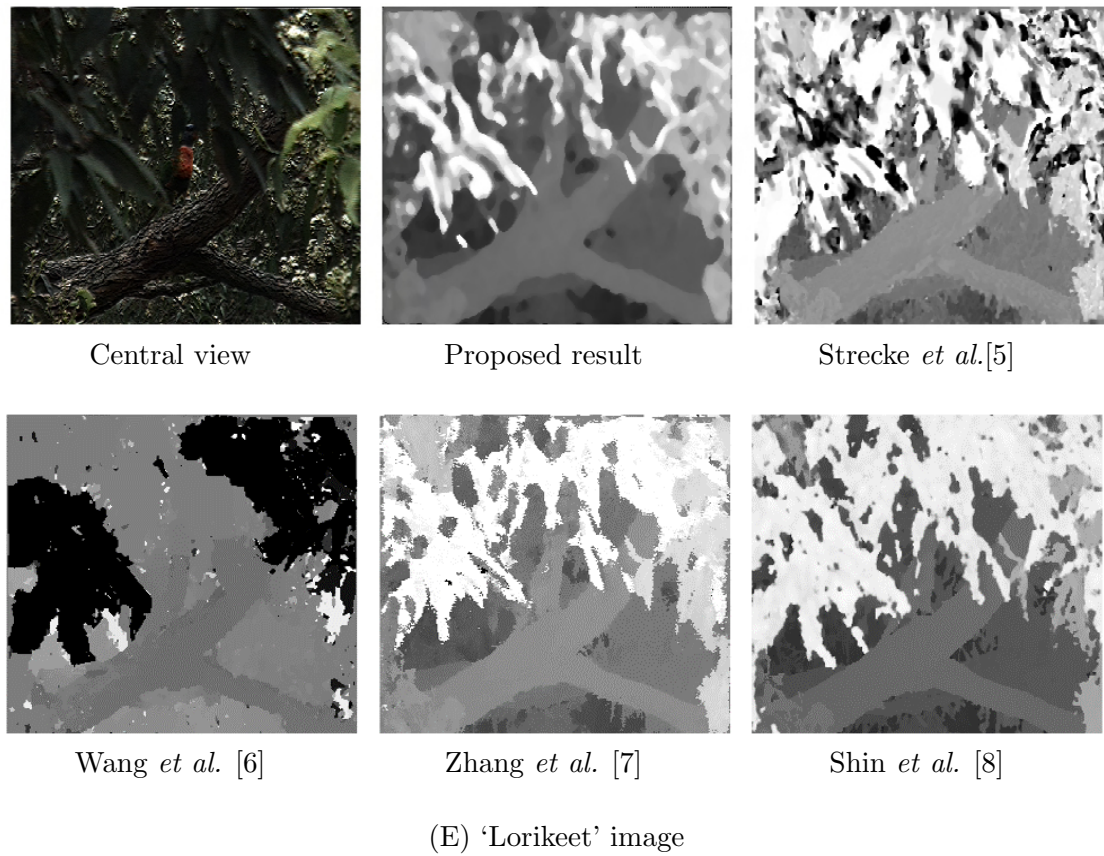 Central view
Proposed result
Strecke et al.[5]
Wang et al. [6]
Zhang et al. [7]
Shin et al. [8]
(E) ‘Lorikeet’ image